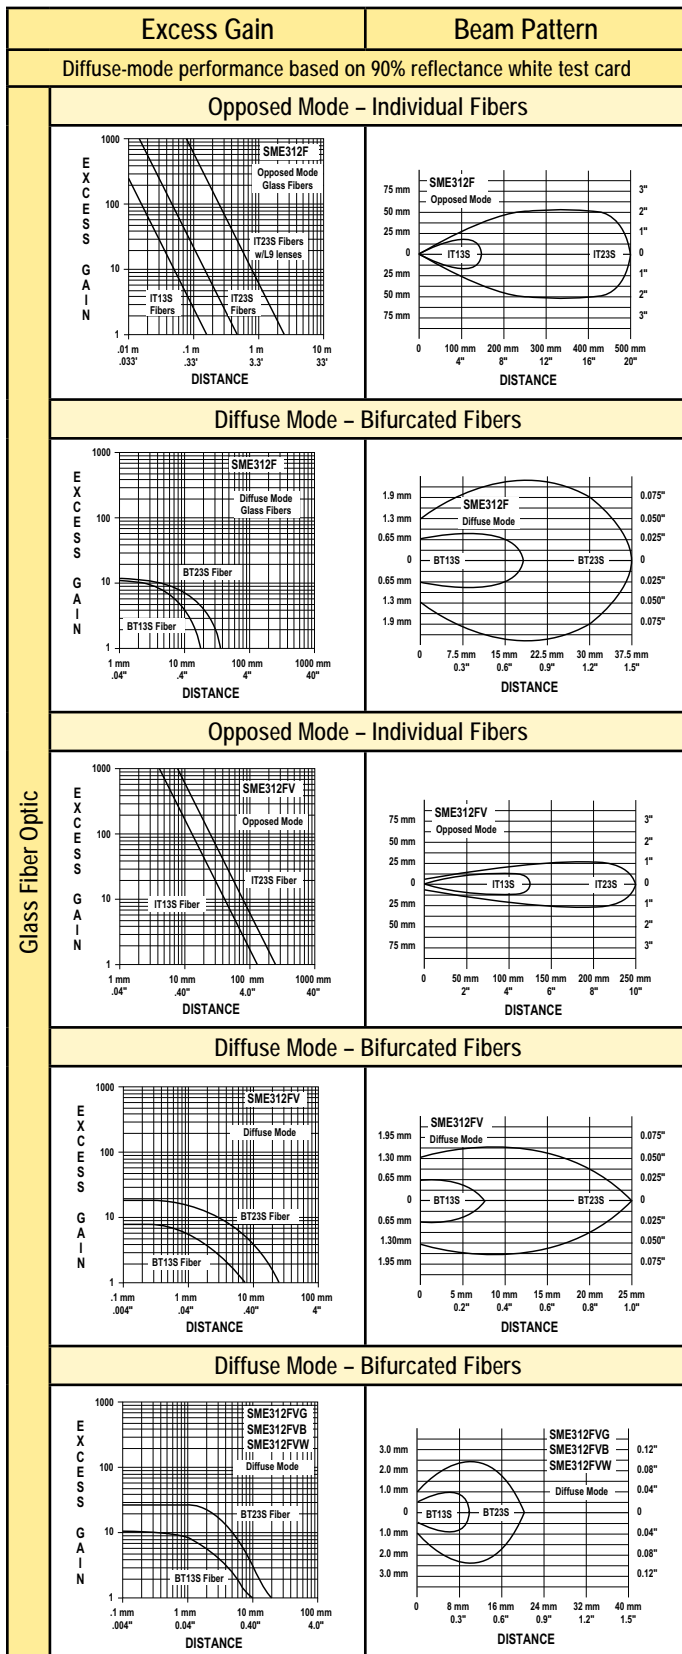 Excess Gain
Beam Pattern
Diffuse-mode performance based on 90% reflectance white test card
Glass Fiber Optic
Opposed Mode – Individual Fibers
EXCESS GAIN
1000
100
10
1
SME312F
Opposed Mode
Glass Fibers
IT23S Fibers
w/L9 lenses
IT13S
Fibers
IT23S
Fibers
.01 m .1 m 1 m 10 m
.033' .33' 3.3' 33'
DISTANCE
SME312F
Opposed Mode
75 mm 3"
50 mm 2"
25 mm 1"
0 IT13S IT23S 0
25 mm 1"
50 mm 2"
75 mm 3"
0 100 mm 200 mm 300 mm 400 mm 500 mm
4" 8" 12" 16" 20"
DISTANCE
Diffuse Mode – Bifurcated Fibers
EXCESS GAIN
1000
100
10
1
SME312F
Diffuse Mode
Glass Fibers
BT23S Fiber
BT13S Fiber
1 mm 10 mm 100 mm 1000 mm
.04" .4" 4" 40"
DISTANCE
SME312F
Diffuse Mode
1.9 mm 0.075"
1.3 mm 0.050"
0.65 mm 0.025"
0 BT13S BT23S 0
0.65 mm 0.025"
1.3 mm 0.050"
1.9 mm 0.075"
0 7.5 mm 15 mm 22.5 mm 30 mm 37.5 mm
0.3" 0.6" 0.9" 1.2" 1.5"
DISTANCE
Opposed Mode – Individual Fibers
EXCESS GAIN
1000
100
10
1
SME312FV
Opposed Mode
IT23S Fiber
IT13S Fiber
1 mm 10 mm 100 mm 1000 mm
.04" .40" 4.0" 40"
DISTANCE
SME312FV
Opposed Mode
75 mm 3"
50 mm 2"
25 mm 1"
0 IT13S IT23S 0
25 mm 1"
50 mm 2"
75 mm 3"
0 50 mm 100 mm 150 mm 200 mm 250 mm
2" 4" 6" 8" 10"
DISTANCE
Diffuse Mode – Bifurcated Fibers
EXCESS GAIN
1000
100
10
1
SME312FV
Diffuse Mode
BT23S Fiber
BT13S Fiber
.1 mm 1 mm 10 mm 100 mm
.004" .04" .40" 4"
DISTANCE
SME312FV
Diffuse Mode
1.95 mm 0.075"
1.30 mm 0.050"
0.65 mm 0.025"
0 BT13S BT23S 0
0.65 mm 0.025"
1.30mm 0.050"
1.95 mm 0.075"
0 5 mm 10 mm 15 mm 20 mm 25 mm
0.2" 0.4" 0.6" 0.8" 1.0"
DISTANCE
Diffuse Mode – Bifurcated Fibers
EXCESS GAIN
1000
100
10
1
SME312FVG
SME312FVB
SME312FVW
Diffuse Mode
BT23S Fiber
BT13S Fiber
.1 mm 1 mm 10 mm 100 mm
.004" 0.04" 0.40" 4.0"
DISTANCE
SME312FVG
SME312FVB
SME312FVW
Diffuse Mode
3.0 mm 0.12"
2.0 mm 0.08"
1.0 mm 0.04"
0 BT13S BT23S 0
1.0 mm 0.04"
2.0 mm 0.08"
3.0 mm 0.12"
0 8 mm 16 mm 24 mm 32 mm 40 mm
0.3" 0.6" 0.9" 1.2" 1.5"
DISTANCE